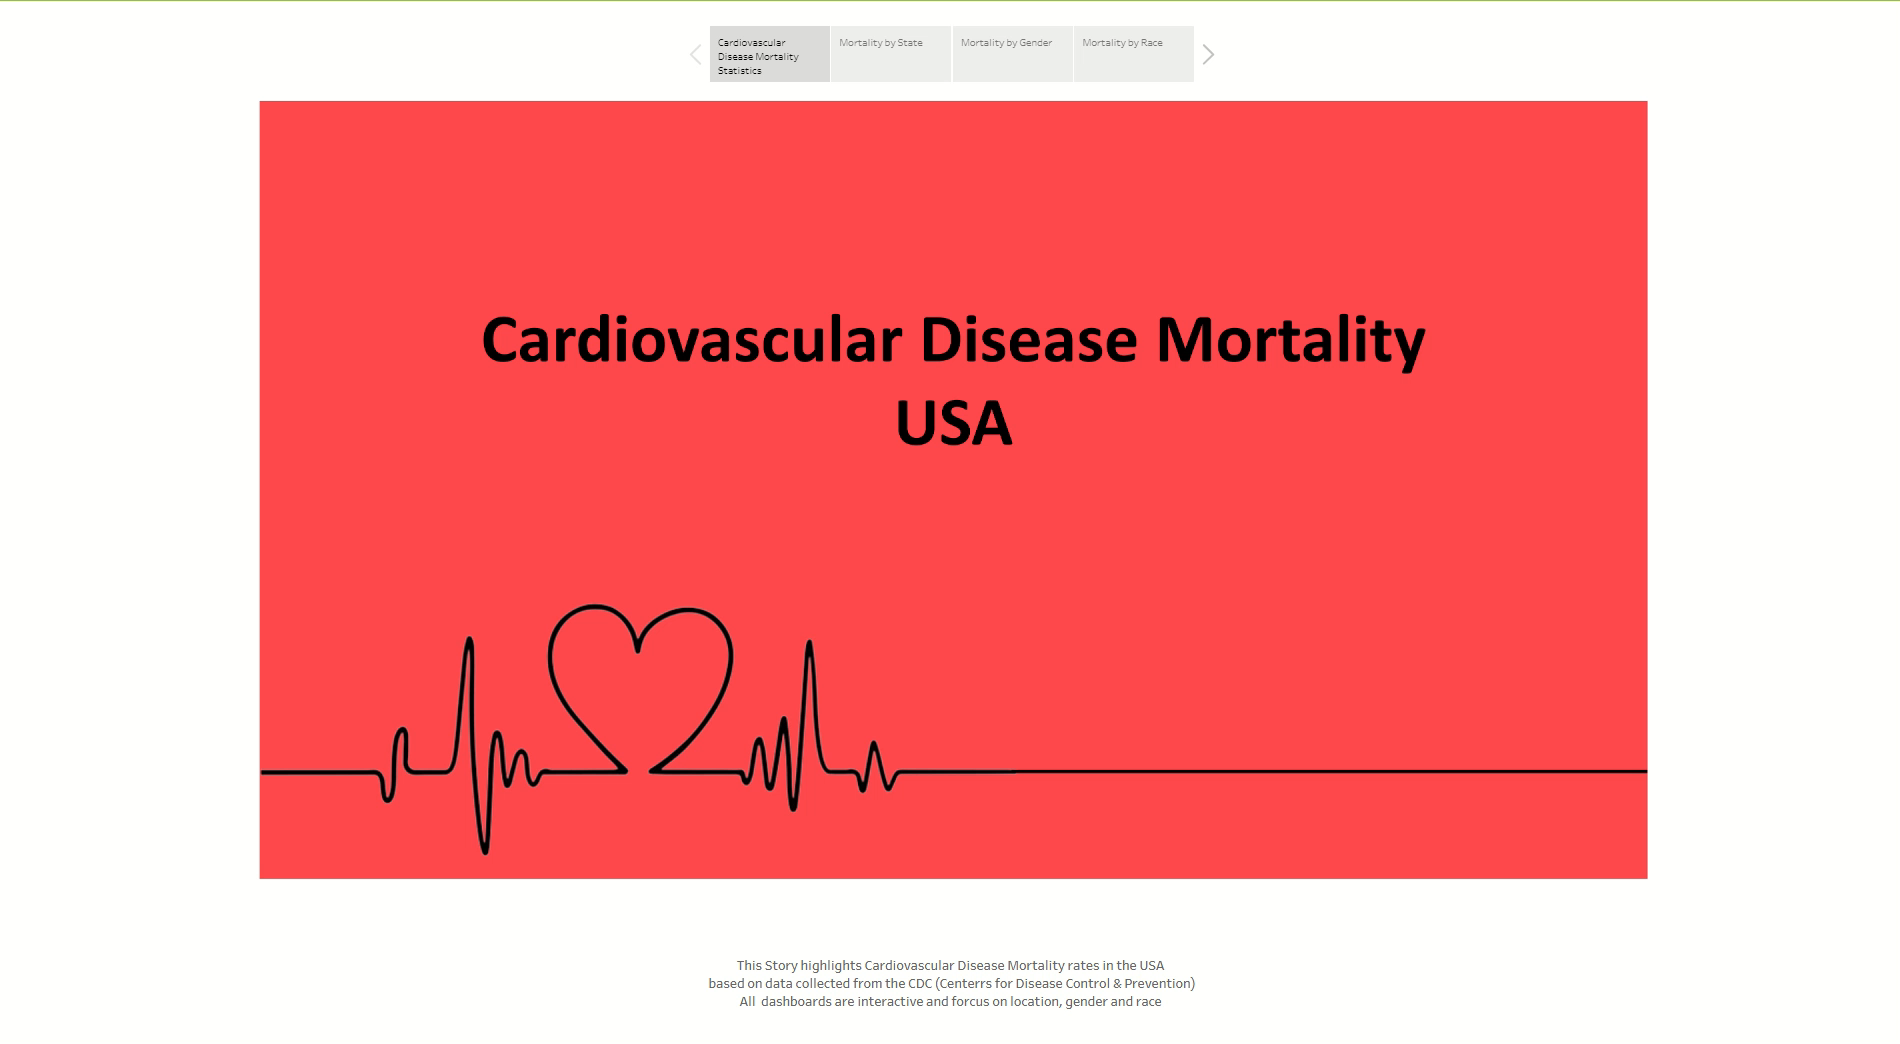 Cardiovascular
Disease Mortality
Statistics
Mortality by State
Mortality by Gender
Mortality by Race
Cardiovascular Disease Mortality
USA
This Story highlights Cardiovascular Disease Mortality rates in the USA
based on data collected from the CDC (Centerrs for Disease Control & Prevention)
All  dashboards are interactive and forcus on location, gender and race